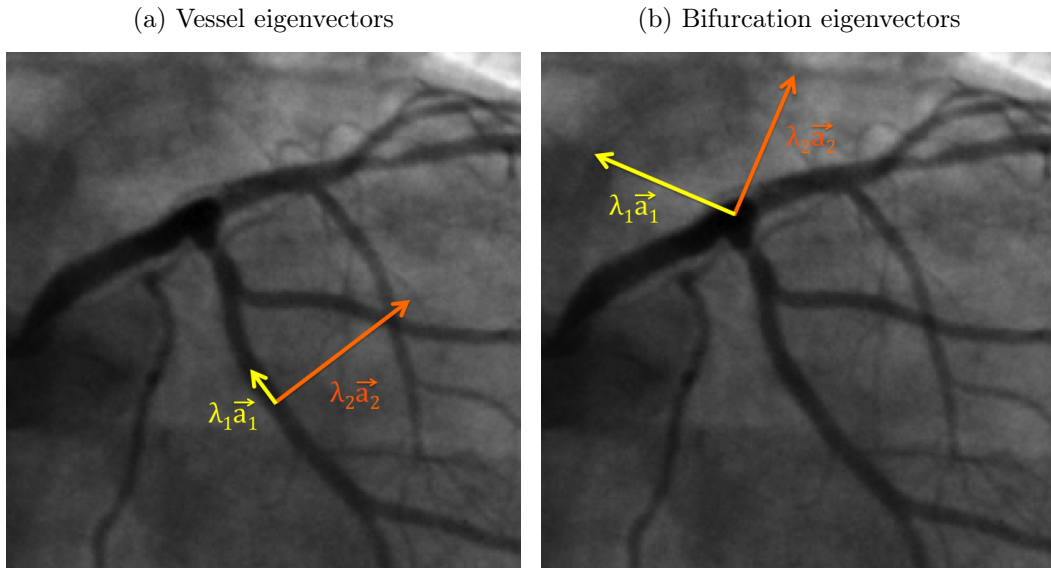 (a) Vessel eigenvectors
(b) Bifurcation eigenvectors
λ₁a⃗₁
λ₂a⃗₂
λ₁a⃗₁
λ₂a⃗₂